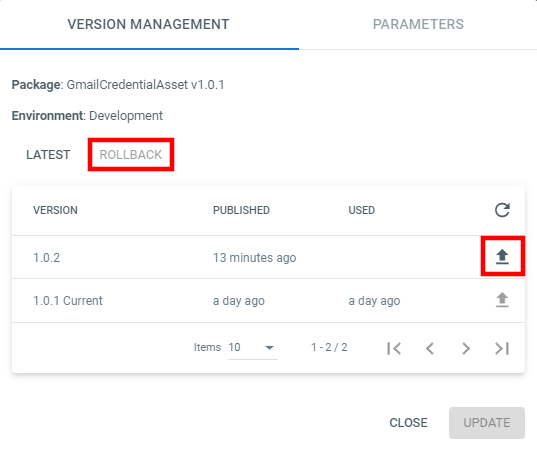 VERSION MANAGEMENT PARAMETERS
Package: GmailCredentialAsset v1.0.1
Environment: Development
LATEST ROLLBACK
VERSION PUBLISHED USED
1.0.2 13 minutes ago
1.0.1 Current a day ago a day ago
Items 10 1 - 2 / 2
CLOSE UPDATE